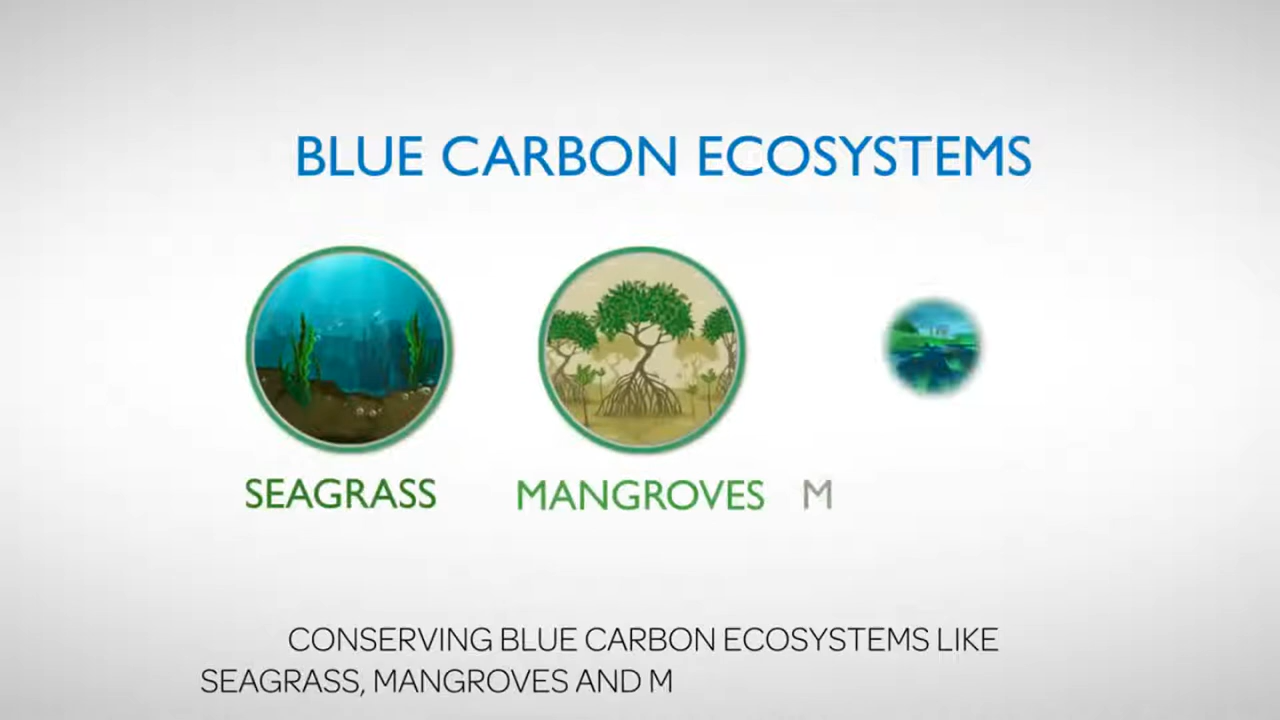 BLUE CARBON ECOSYSTEMS
SEAGRASS MANGROVES M
CONSERVING BLUE CARBON ECOSYSTEMS LIKE
SEAGRASS, MANGROVES AND M